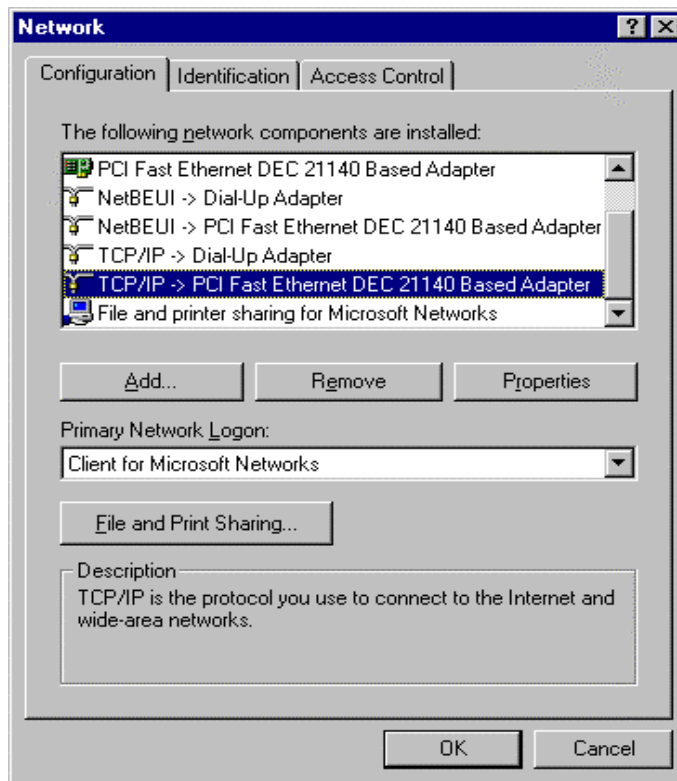 Network
Configuration Identification Access Control
The following network components are installed:
PCI Fast Ethernet DEC 21140 Based Adapter
NetBEUI -> Dial-Up Adapter
NetBEUI -> PCI Fast Ethernet DEC 21140 Based Adapter
TCP/IP -> Dial-Up Adapter
TCP/IP -> PCI Fast Ethernet DEC 21140 Based Adapter
File and printer sharing for Microsoft Networks
Add... Remove Properties
Primary Network Logon:
Client for Microsoft Networks
File and Print Sharing...
Description
TCP/IP is the protocol you use to connect to the Internet and
wide-area networks.
OK Cancel